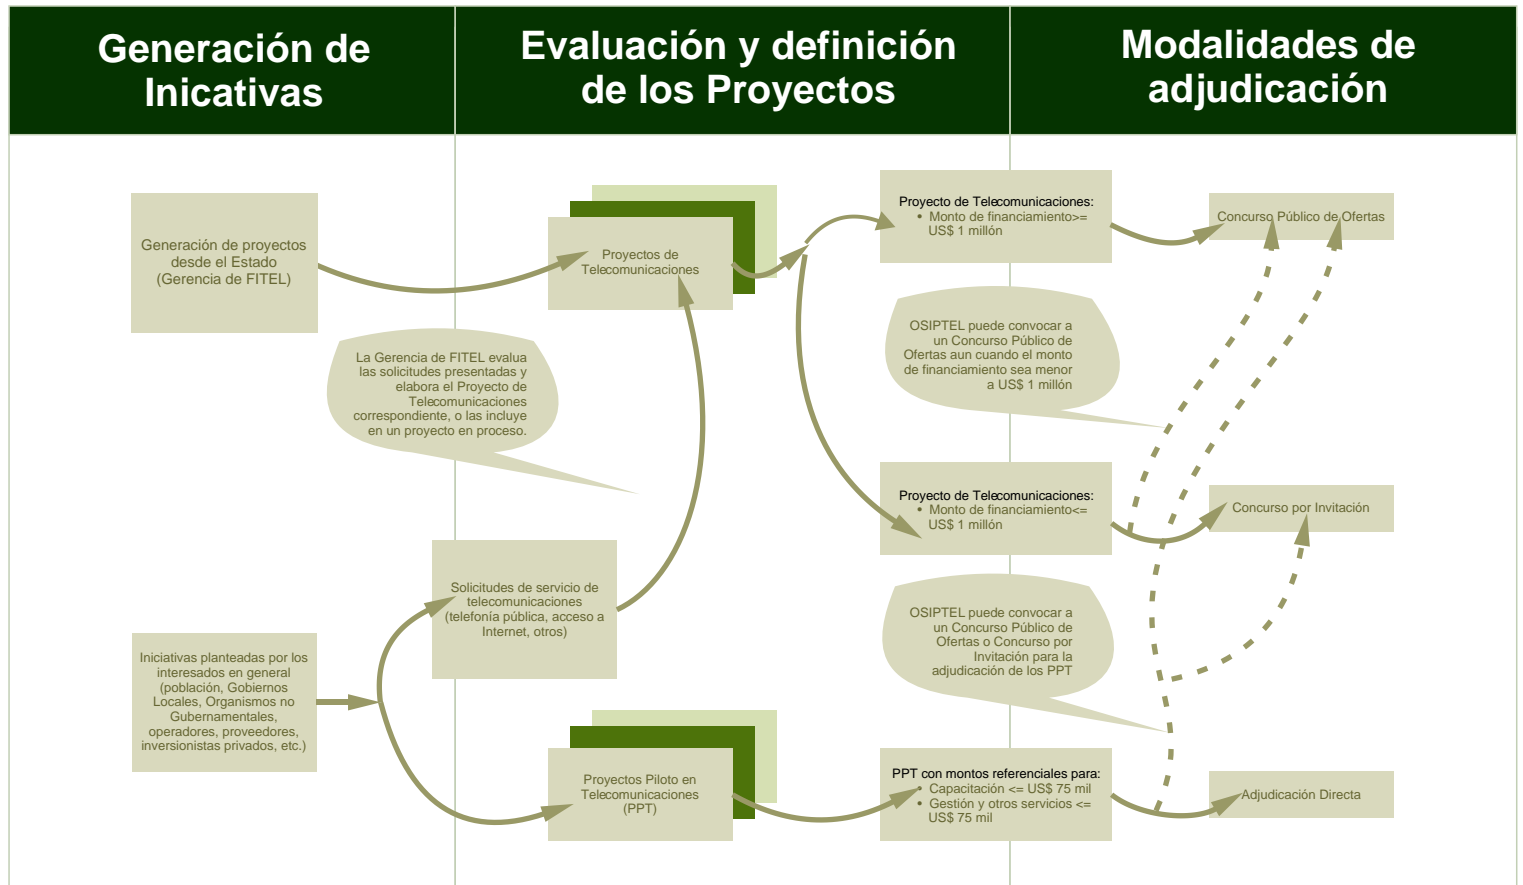 Generación de
Inicativas
Evaluación y definición
de los Proyectos
Modalidades de
adjudicación
Generación de proyectos
desde el Estado
(Gerencia de FITEL)
Proyectos de
Telecomunicaciones
Proyecto de Telecomunicaciones:
• Monto de financiamiento>=
US$ 1 millón
Concurso Público de Ofertas
La Gerencia de FITEL evalua
las solicitudes presentadas y
elabora el Proyecto de
Telecomunicaciones
correspondiente, o las incluye
en un proyecto en proceso.
OSIPTEL puede convocar a
un Concurso Público de
Ofertas aun cuando el monto
de financiamiento sea menor
a US$ 1 millón
Proyecto de Telecomunicaciones:
• Monto de financiamiento<=
US$ 1 millón
Concurso por Invitación
Solicitudes de servicio de
telecomunicaciones
(telefonía pública, acceso a
Internet, otros)
OSIPTEL puede convocar a
un Concurso Público de
Ofertas o Concurso por
Invitación para la
adjudicación de los PPT
Iniciativas planteadas por los
interesados en general
(población, Gobiernos
Locales, Organismos no
Gubernamentales,
operadores, proveedores,
inversionistas privados, etc.)
Proyectos Piloto en
Telecomunicaciones
(PPT)
PPT con montos referenciales para:
• Capacitación <= US$ 75 mil
• Gestión y otros servicios <=
US$ 75 mil
Adjudicación Directa